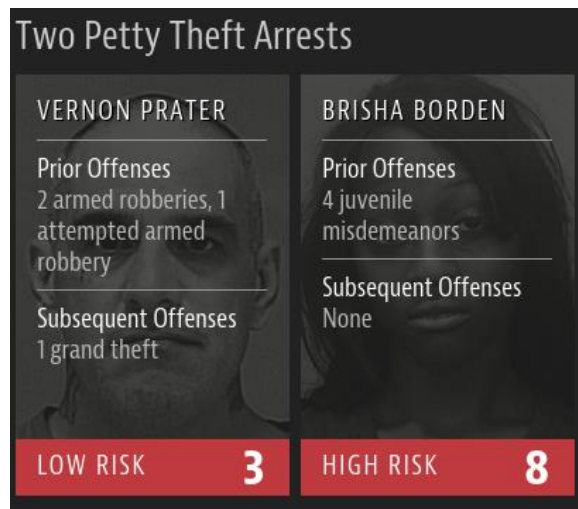 Two Petty Theft Arrests
VERNON PRATER
Prior Offenses
2 armed robberies, 1
attempted armed
robbery
Subsequent Offenses
1 grand theft
LOW RISK 3
BRISHA BORDEN
Prior Offenses
4 juvenile
misdemeanors
Subsequent Offenses
None
HIGH RISK 8